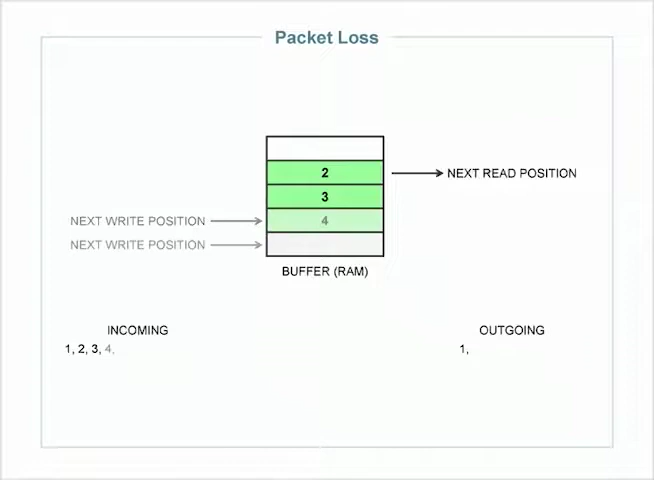 Packet Loss
2
NEXT READ POSITION
3
NEXT WRITE POSITION
4
NEXT WRITE POSITION
BUFFER (RAM)
INCOMING
OUTGOING
1, 2, 3, 4,
1,